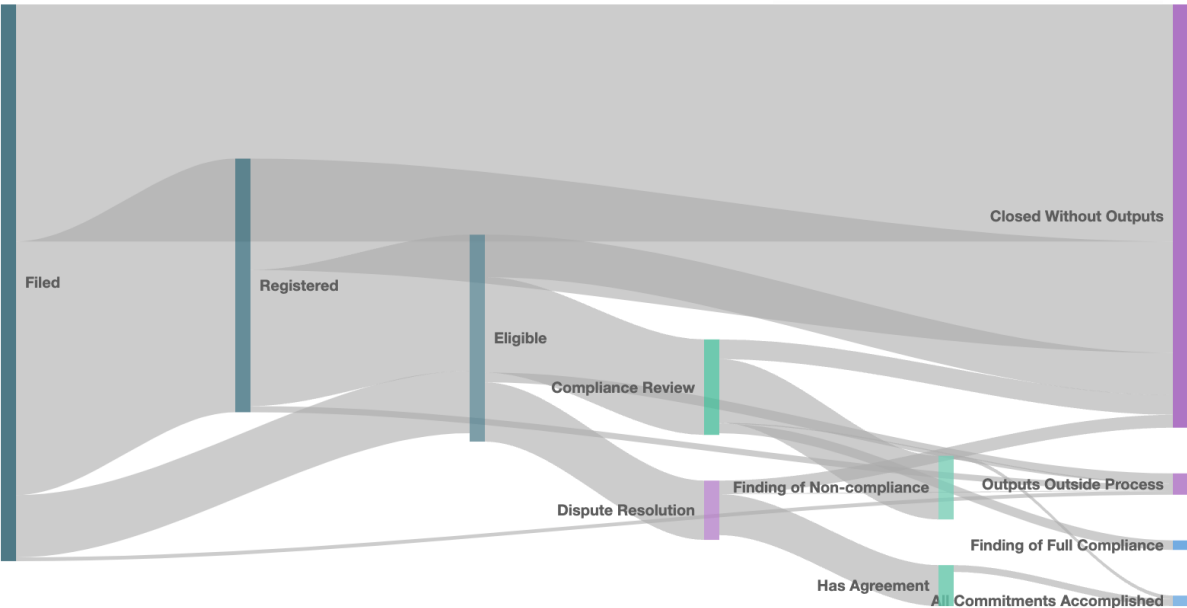 Closed Without Outputs
Filed
Registered
Eligible
Compliance Review
Outputs Outside Process
Finding of Non-compliance
Dispute Resolution
Finding of Full Compliance
Has Agreement
All Commitments Accomplished